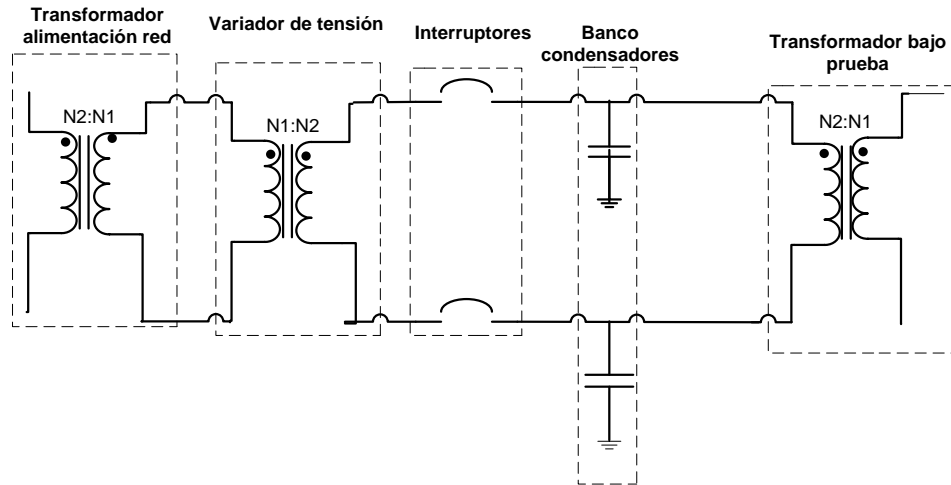 Transformador
alimentación red
Variador de tensión
Interruptores
Banco
condensadores
Transformador bajo
prueba
N2:N1
N1:N2
N2:N1